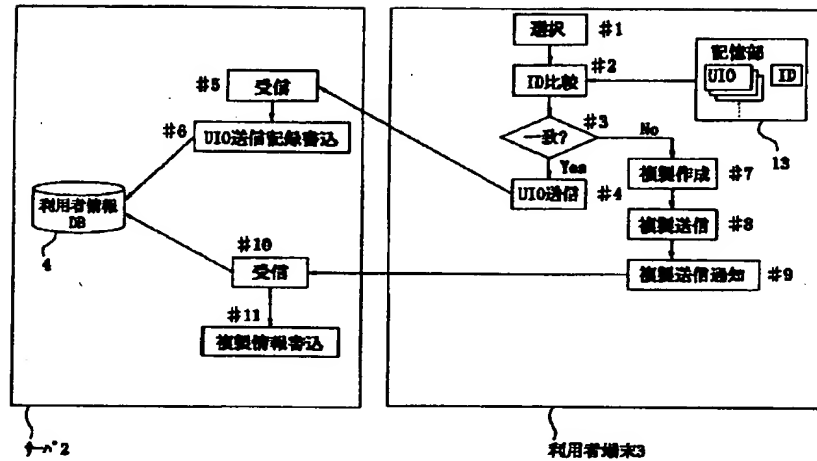 選択 #1
#2
ID比較
記憶部
UIO ID
13
#3
一致?
No
Yes
UIO送信 #4
複製作成 #7
複製送信 #8
複製送信通知 #9
#5 受信
#6
UIO送信記録書込
利用者情報
DB
4
#10
受信
#11
複製情報書込
サーバ2
利用者端末3